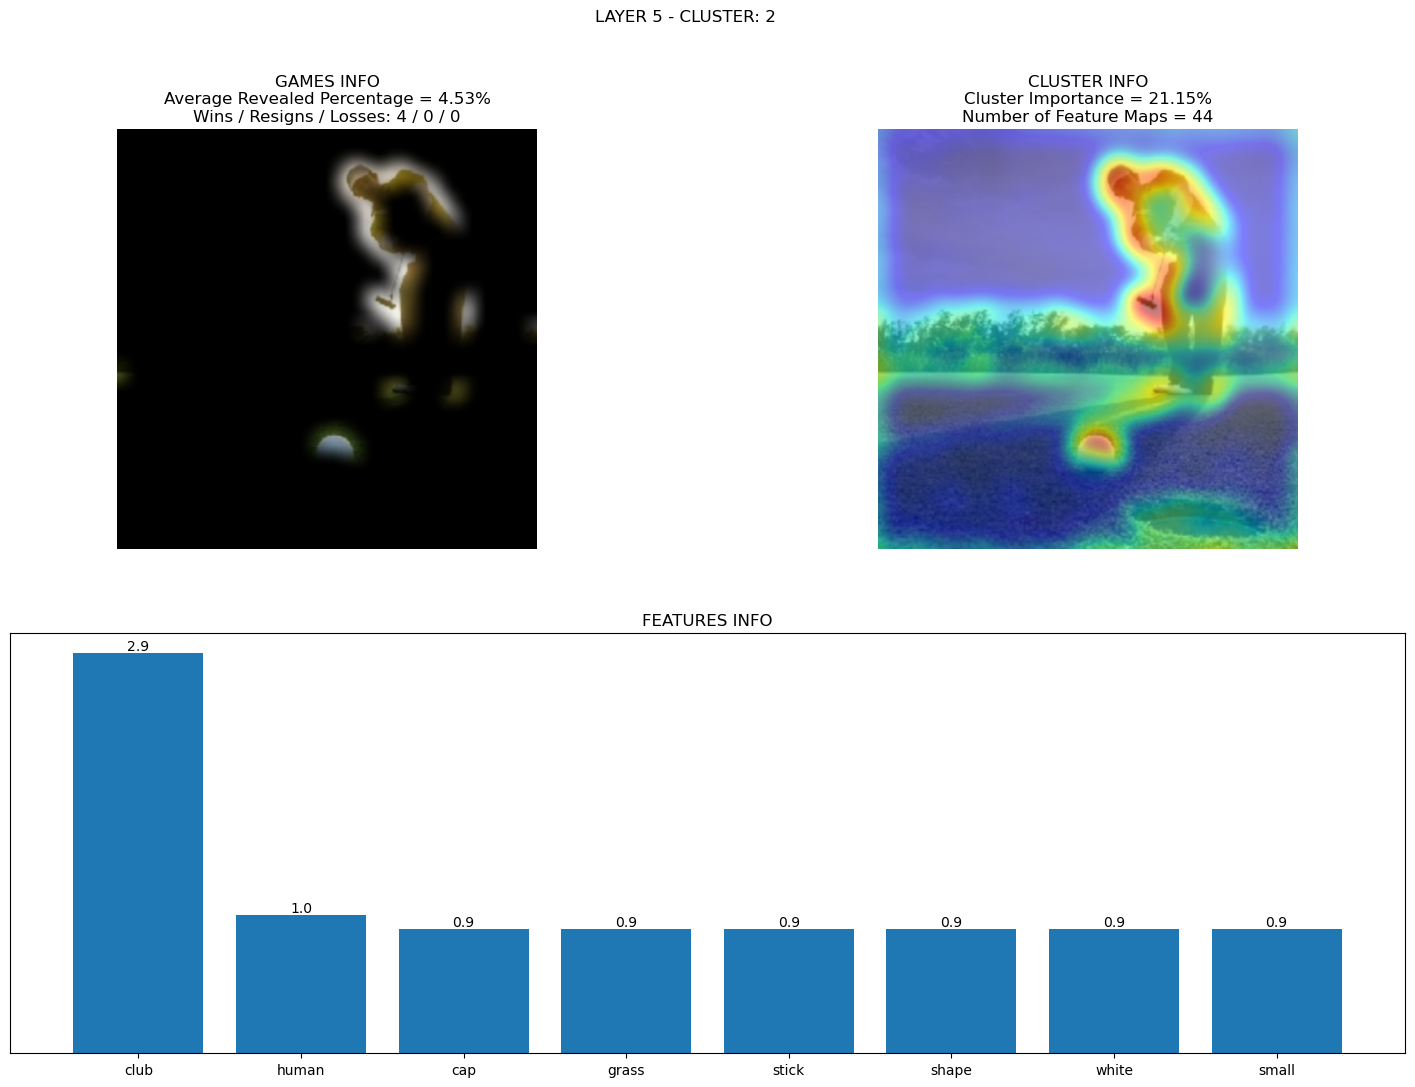 LAYER 5 - CLUSTER: 2
GAMES INFO
Average Revealed Percentage = 4.53%
Wins / Resigns / Losses: 4 / 0 / 0
CLUSTER INFO
Cluster Importance = 21.15%
Number of Feature Maps = 44
FEATURES INFO
2.9
1.0
0.9
0.9
0.9
0.9
0.9
0.9
club
human
cap
grass
stick
shape
white
small